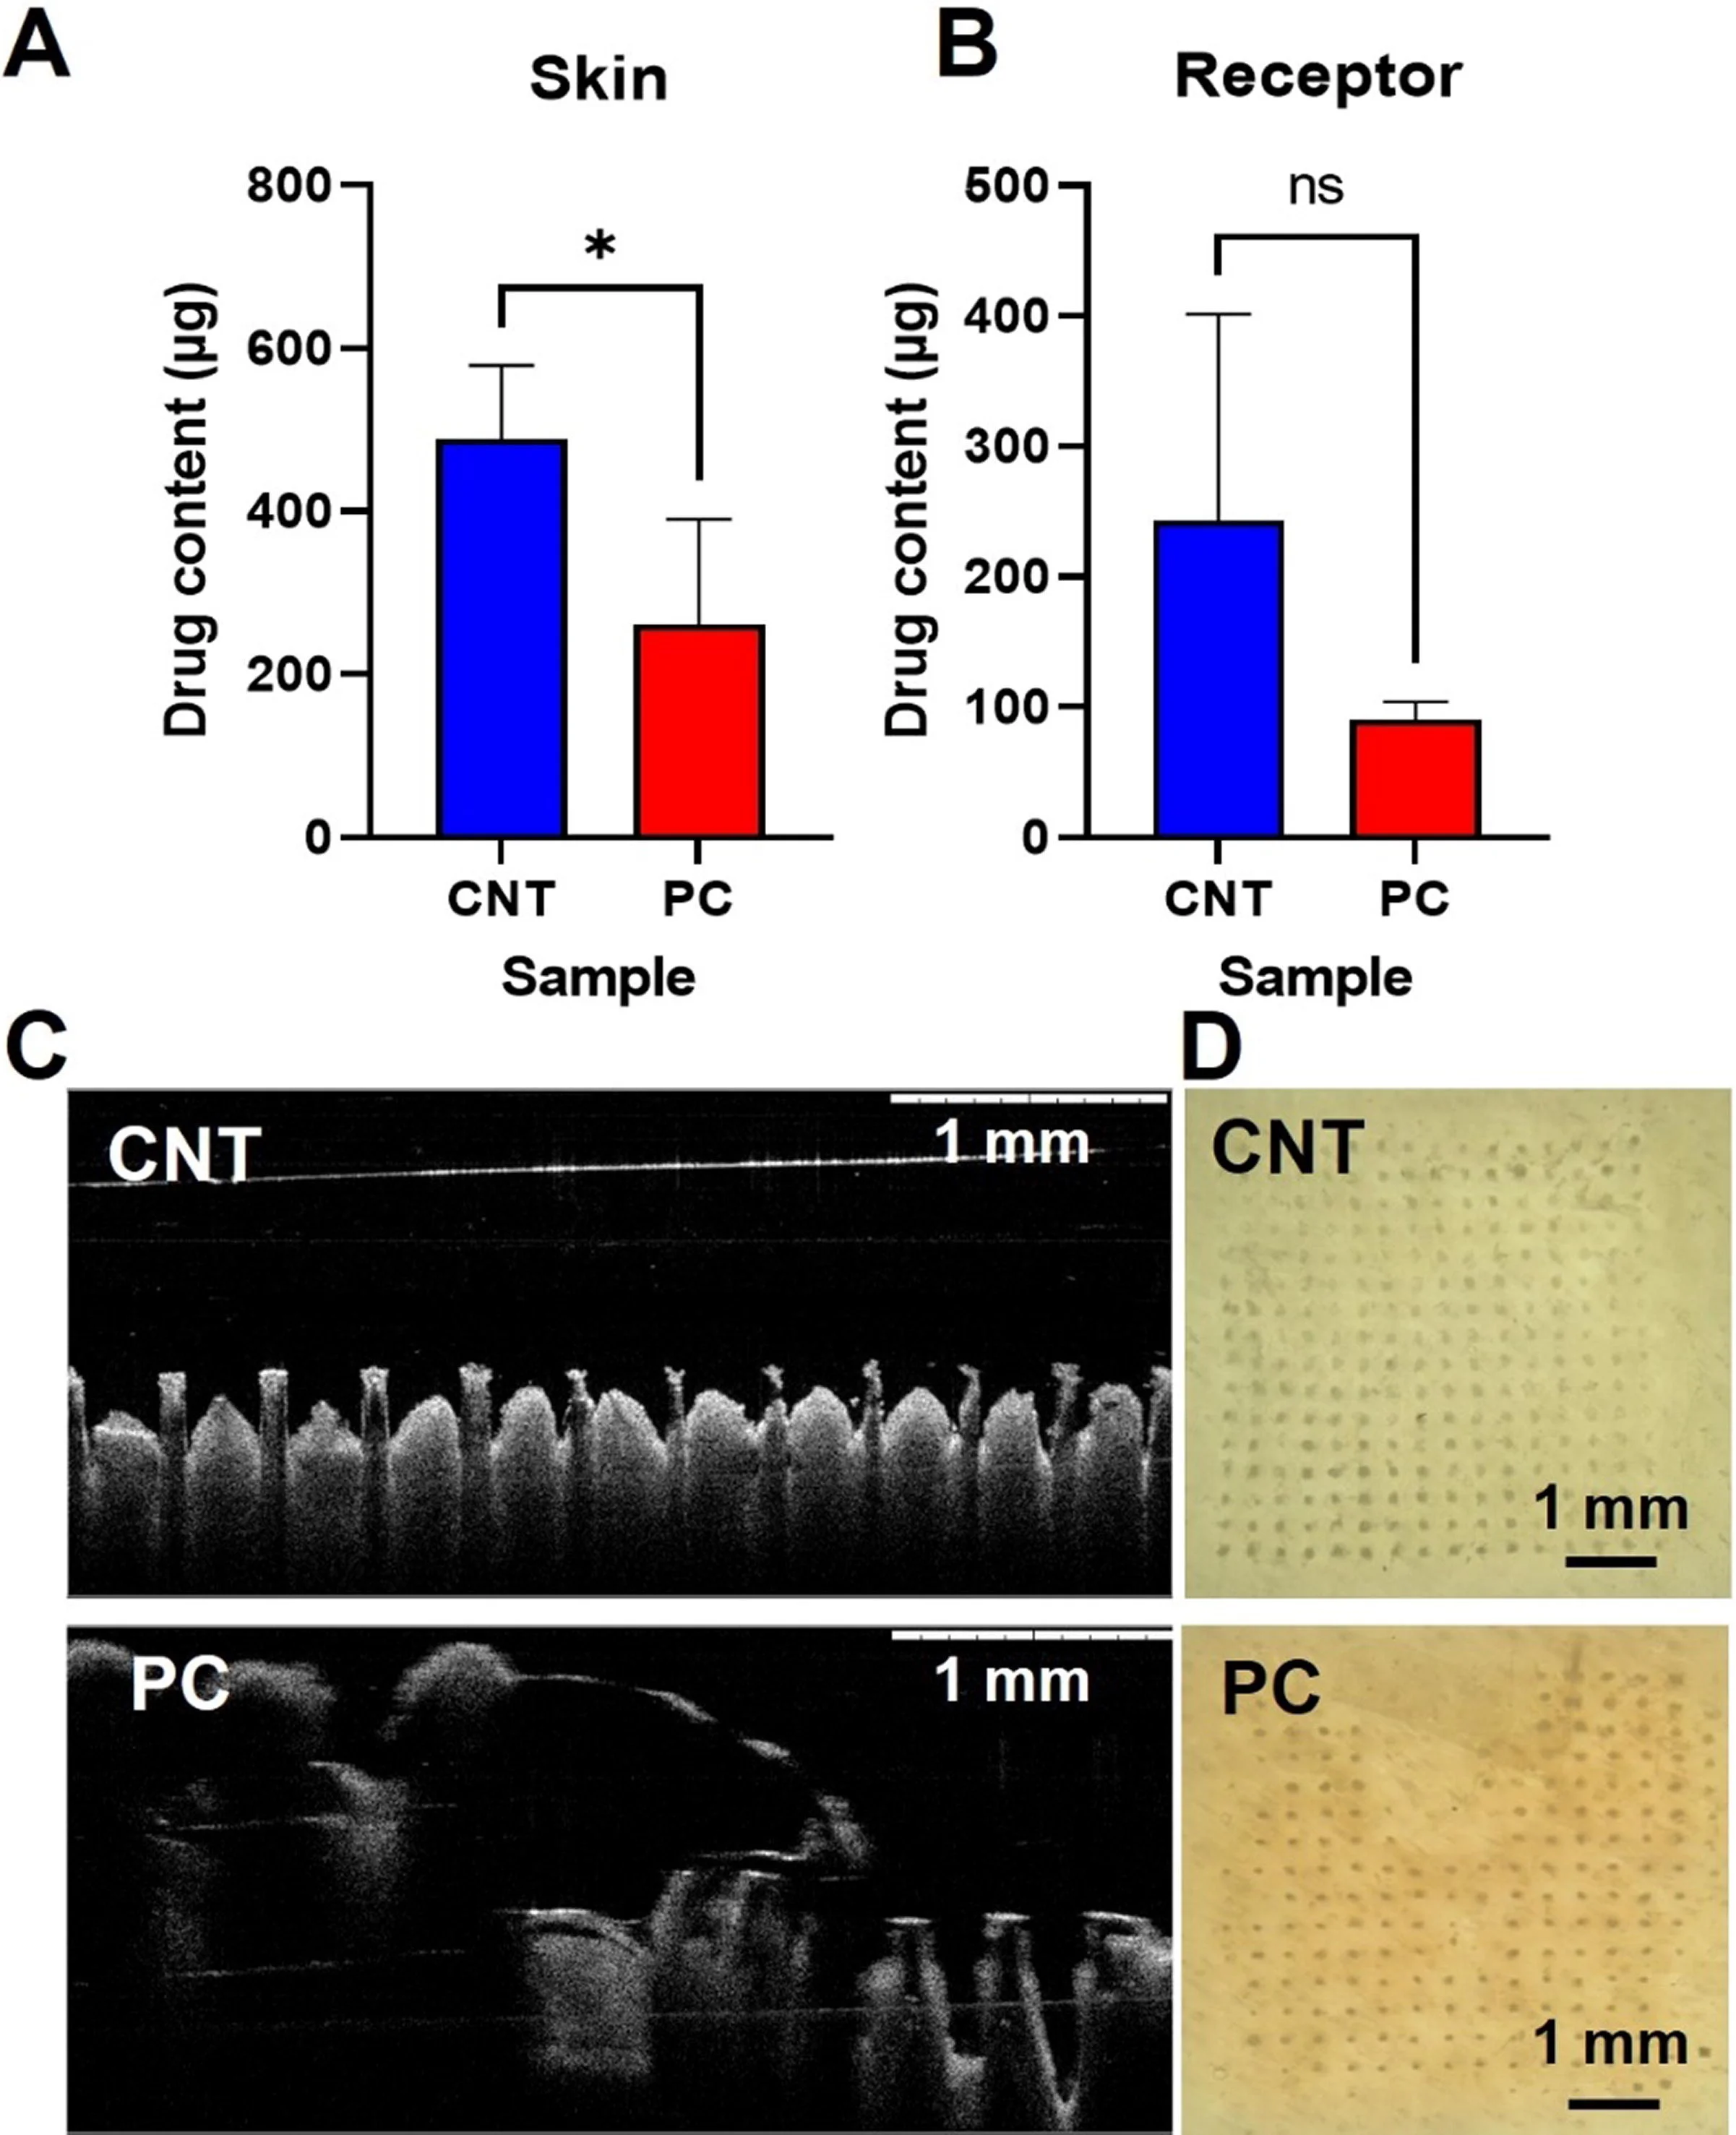 A
Skin
800
600
400
200
0
Drug content (µg)
*
CNT
PC
Sample
B
Receptor
500
400
300
200
100
0
Drug content (µg)
ns
CNT
PC
Sample
C
CNT
1 mm
PC
1 mm
D
CNT
1 mm
PC
1 mm